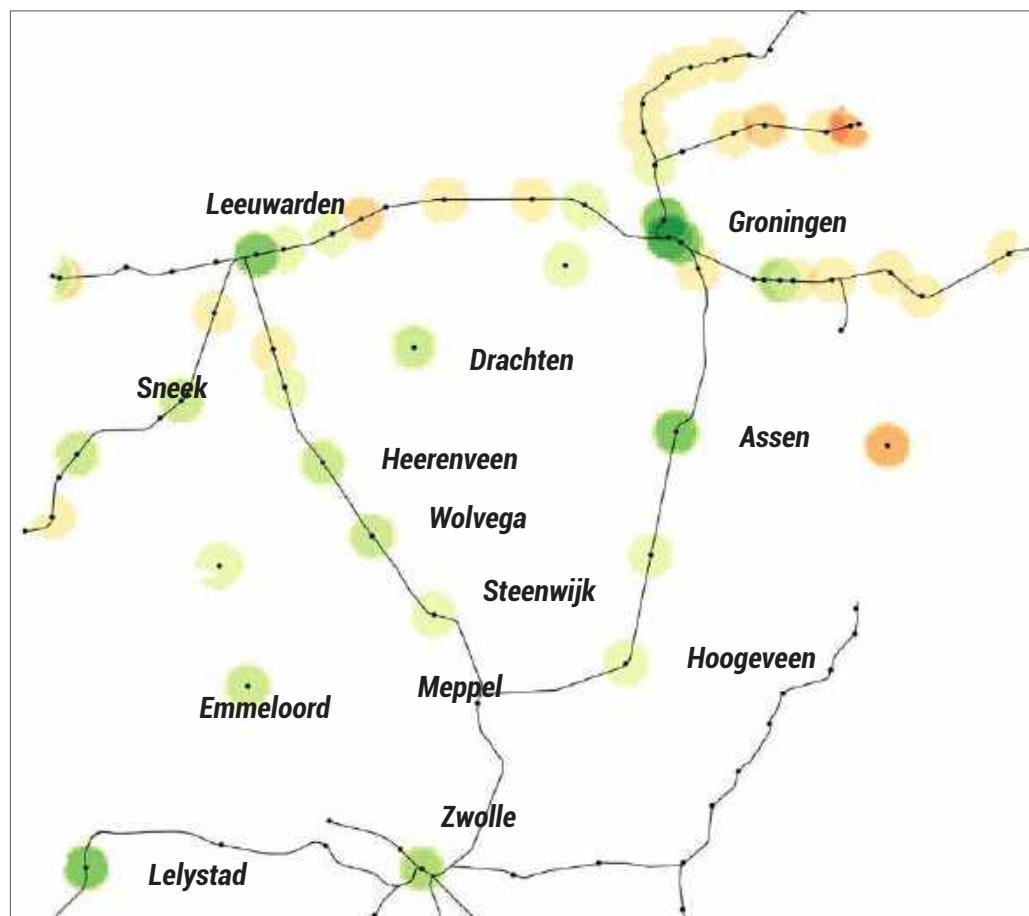 Leeuwarden
Groningen
Drachten
Sneek
Assen
Heerenveen
Wolvega
Steenwijk
Hoogeveen
Meppel
Emmeloord
Zwolle
Lelystad